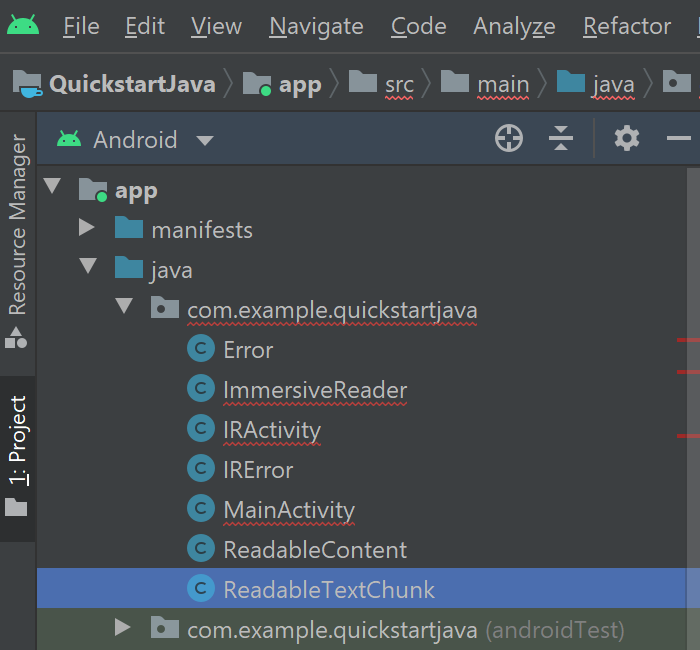 File Edit View Navigate Code Analyze Refactor
QuickstartJava app src main java
Android
Resource Manager
1: Project
app
manifests
java
com.example.quickstartjava
C Error
C ImmersiveReader
C IRActivity
C IRError
C MainActivity
C ReadableContent
C ReadableTextChunk
com.example.quickstartjava (androidTest)